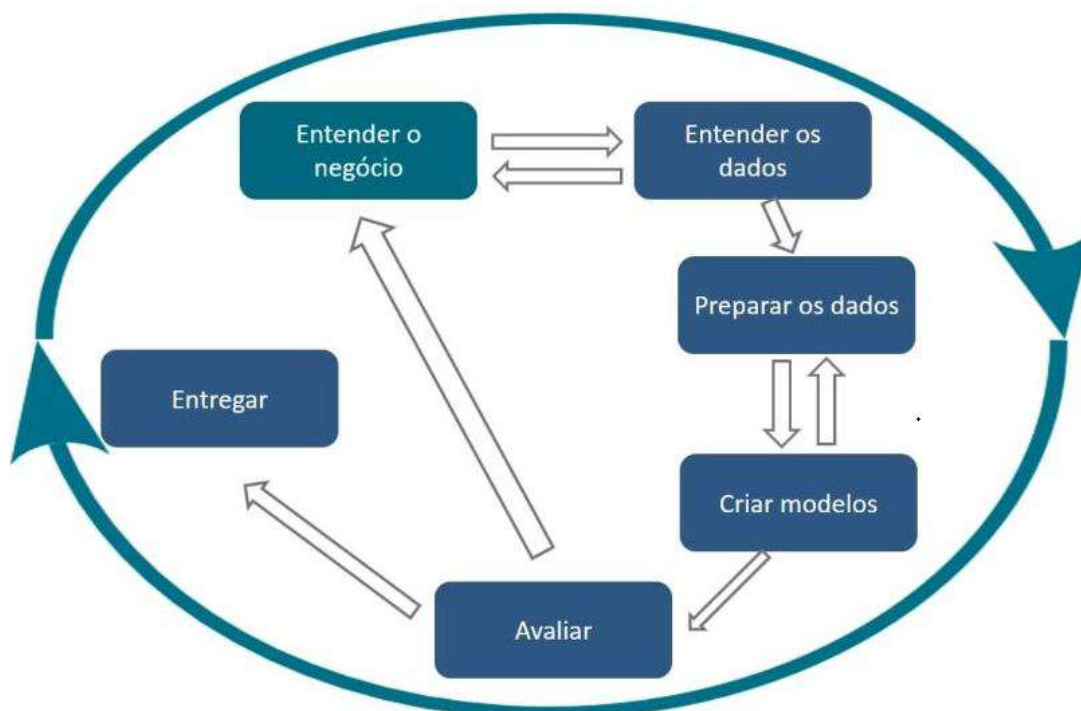 Entender o
negócio
Entender os
dados
Preparar os dados
Entregar
Criar modelos
Avaliar